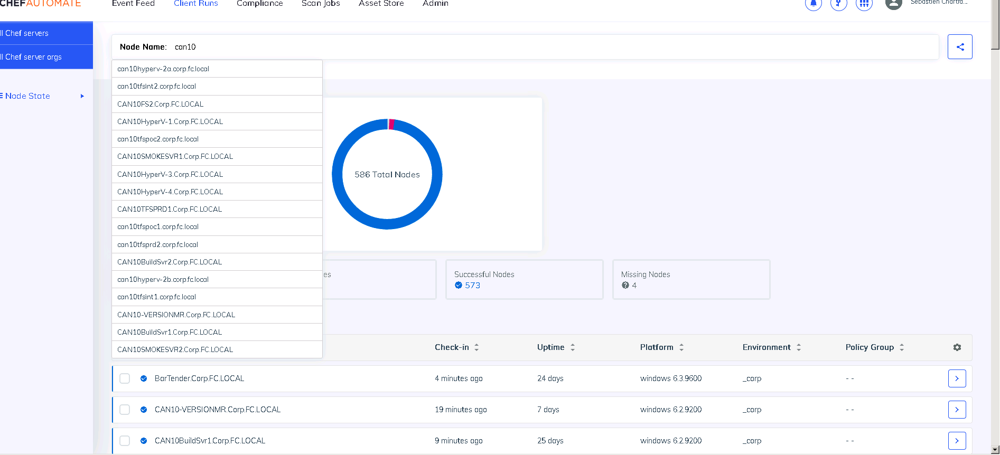 CHEFAUTOMATE Event Feed Client Runs Compliance Scan Jobs Asset Store Admin
ll Chef servers
ll Chef server orgs
Node State
Node Name: can10
can10hyperv-2a.corp.fc.local
can10tfsint2.corp.fc.local
CAN10FS2.Corp.FC.LOCAL
CAN10HyperV-1.Corp.FC.LOCAL
can10tfspoc2.corp.fc.local
CAN10SMOKESVR1.Corp.FC.LOCAL
CAN10HyperV-3.Corp.FC.LOCAL
CAN10HyperV-4.Corp.FC.LOCAL
CAN10TFSPRD1.Corp.FC.LOCAL
can10tfspoc1.corp.fc.local
can10tfsprd2.corp.fc.local
CAN10BuildSvr2.Corp.FC.LOCAL
can10hyperv-2b.corp.fc.local
can10tfsint1.corp.fc.local
CAN10-VERSIONMR.Corp.FC.LOCAL
CAN10BuildSvr1.Corp.FC.LOCAL
CAN10SMOKESVR2.Corp.FC.LOCAL
586 Total Nodes
es
Successful Nodes
573
Missing Nodes
4
Check-in Uptime Platform Environment Policy Group
BarTender.Corp.FC.LOCAL 4 minutes ago 24 days windows 6.3.9600 _corp - -
CAN10-VERSIONMR.Corp.FC.LOCAL 19 minutes ago 7 days windows 6.2.9200 _corp - -
CAN10BuildSvr1.Corp.FC.LOCAL 9 minutes ago 25 days windows 6.2.9200 _corp - -